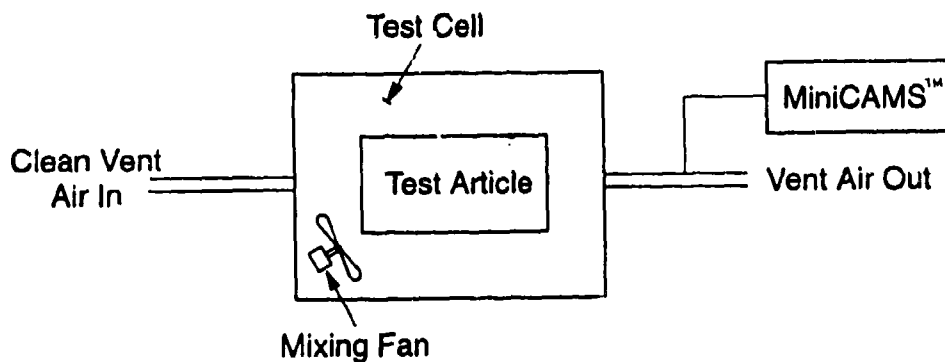 Test Cell
MiniCAMS™
Clean Vent
Air In
Test Article
Vent Air Out
Mixing Fan